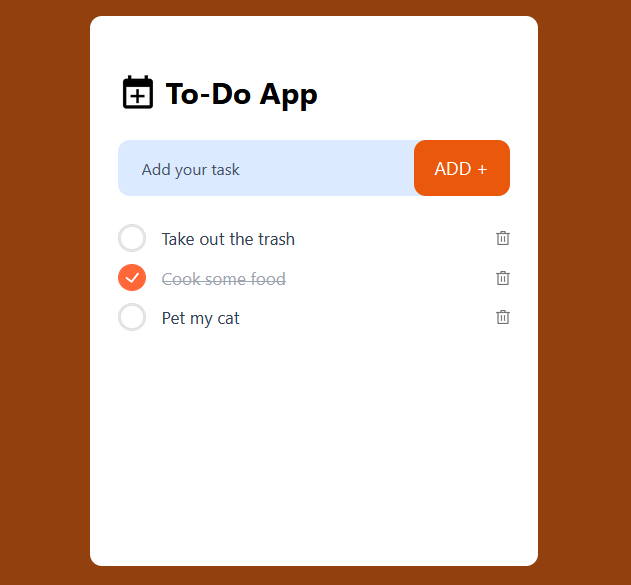 To-Do App
Add your task
ADD +
Take out the trash
Cook some food
Pet my cat